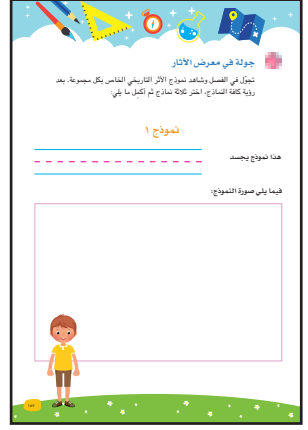 جولة في معرض الآثار
تجوّل في الفصل وشاهد نموذج الأثر التاريخي الخاص بكل مجموعة. بعد
رؤية كافة النماذج، اختر ثلاثة نماذج ثم أكمل ما يلي:
نموذج ١
هذا نموذج يجسد
فيما يلي صورة النموذج: